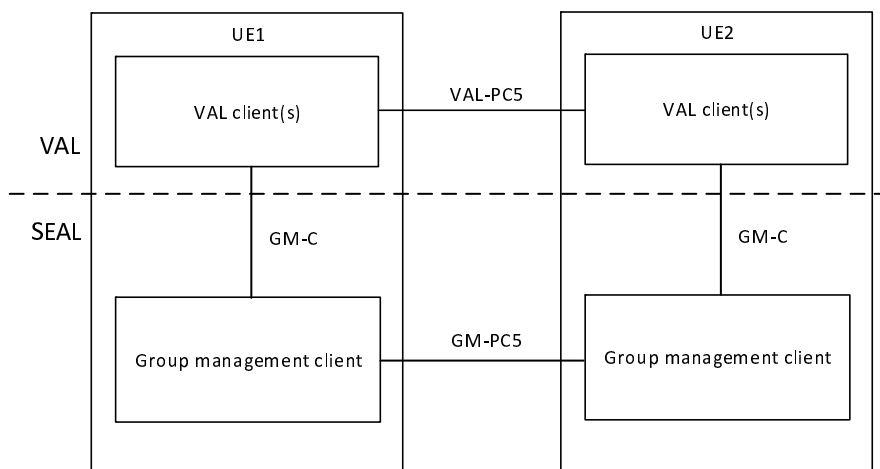 UE1
UE2
VAL client(s)
VAL-PC5
VAL client(s)
VAL
SEAL
GM-C
GM-C
Group management client
GM-PC5
Group management client